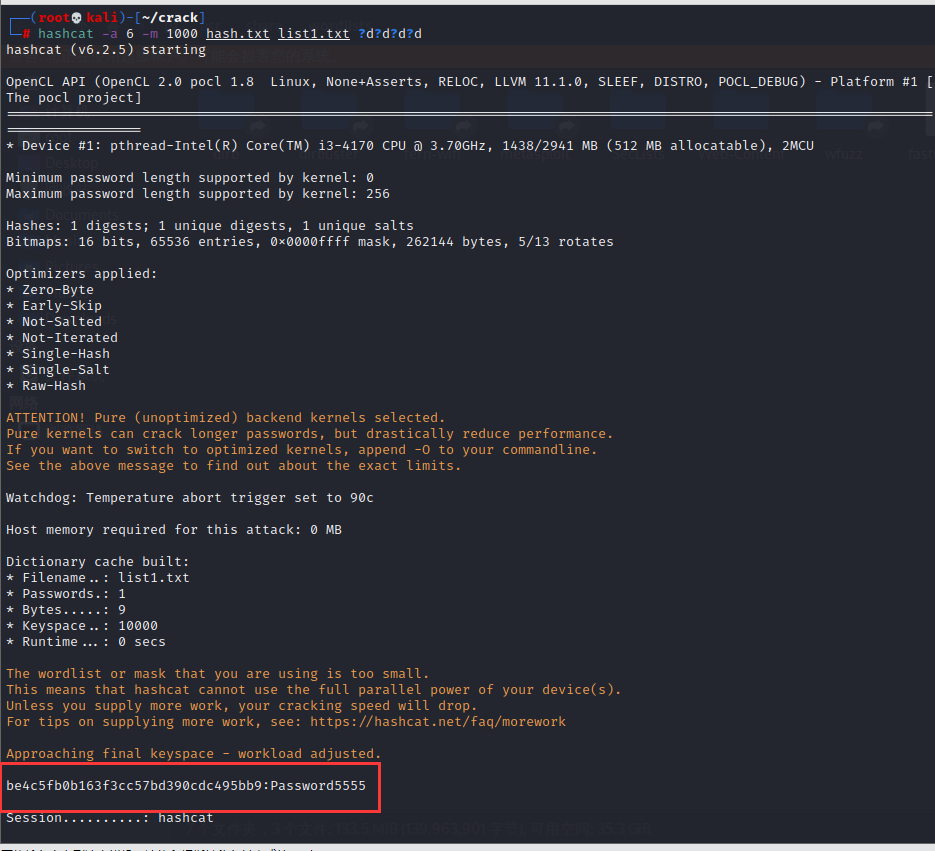 (root💀kali)-[~/crack]
# hashcat -a 6 -m 1000 hash.txt list1.txt ?d?d?d?d
hashcat (v6.2.5) starting
OpenCL API (OpenCL 2.0 pocl 1.8  Linux, None+Asserts, RELOC, LLVM 11.1.0, SLEEF, DISTRO, POCL_DEBUG) - Platform #1 [
The pocl project]
====================================================================================================================
=================
* Device #1: pthread-Intel(R) Core(TM) i3-4170 CPU @ 3.70GHz, 1438/2941 MB (512 MB allocatable), 2MCU
Minimum password length supported by kernel: 0
Maximum password length supported by kernel: 256
Hashes: 1 digests; 1 unique digests, 1 unique salts
Bitmaps: 16 bits, 65536 entries, 0×0000ffff mask, 262144 bytes, 5/13 rotates
Optimizers applied:
* Zero-Byte
* Early-Skip
* Not-Salted
* Not-Iterated
* Single-Hash
* Single-Salt
* Raw-Hash
ATTENTION! Pure (unoptimized) backend kernels selected.
Pure kernels can crack longer passwords, but drastically reduce performance.
If you want to switch to optimized kernels, append -O to your commandline.
See the above message to find out about the exact limits.
Watchdog: Temperature abort trigger set to 90c
Host memory required for this attack: 0 MB
Dictionary cache built:
* Filename..: list1.txt
* Passwords.: 1
* Bytes.....: 9
* Keyspace..: 10000
* Runtime...: 0 secs
The wordlist or mask that you are using is too small.
This means that hashcat cannot use the full parallel power of your device(s).
Unless you supply more work, your cracking speed will drop.
For tips on supplying more work, see: https://hashcat.net/faq/morework
Approaching final keyspace - workload adjusted.
be4c5fb0b163f3cc57bd390cdc495bb9:Password5555
Session..........: hashcat